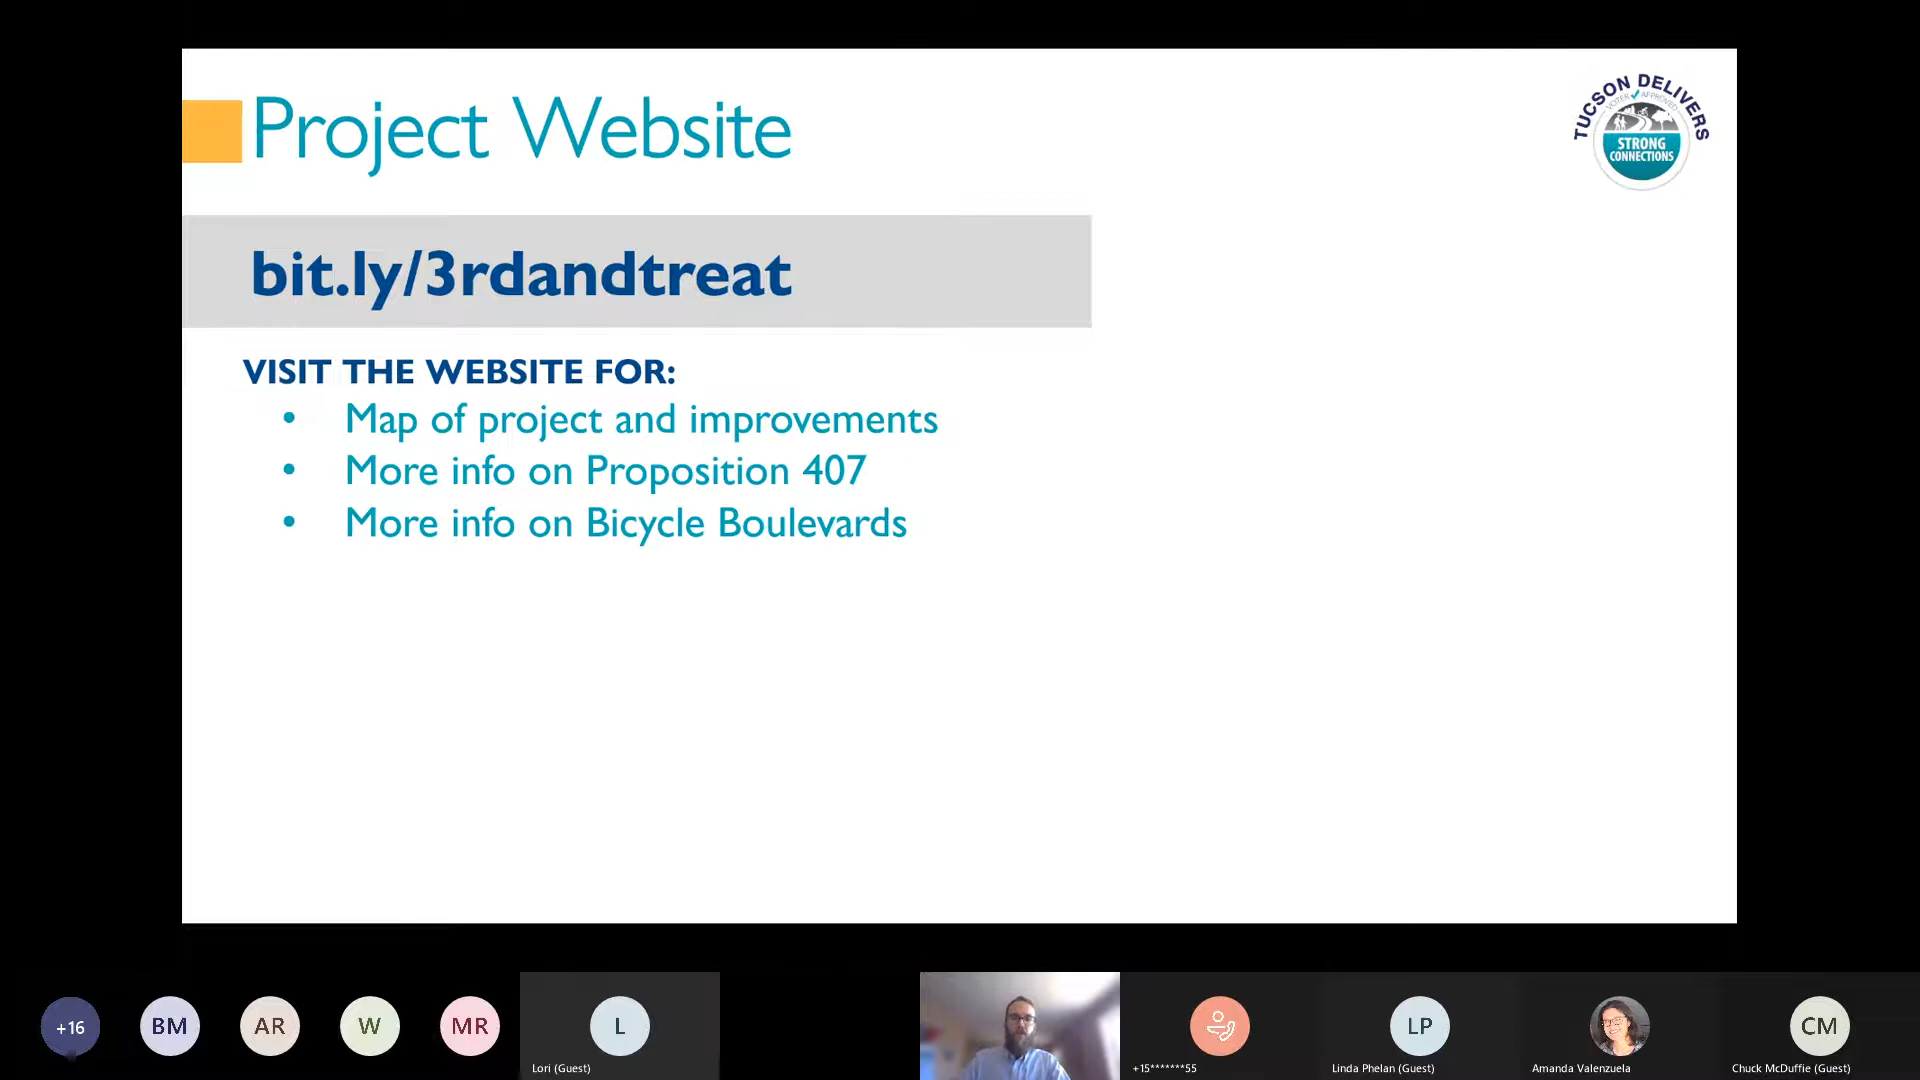 Project Website
TUCSON DELIVERS
VOTER APPROVED
STRONG
CONNECTIONS
bit.ly/3rdandtreat
VISIT THE WEBSITE FOR:
• Map of project and improvements
• More info on Proposition 407
• More info on Bicycle Boulevards
+16
BM
AR
W
MR
L
LP
CM
Lori (Guest)
+15*******55
Linda Phelan (Guest)
Amanda Valenzuela
Chuck McDuffie (Guest)